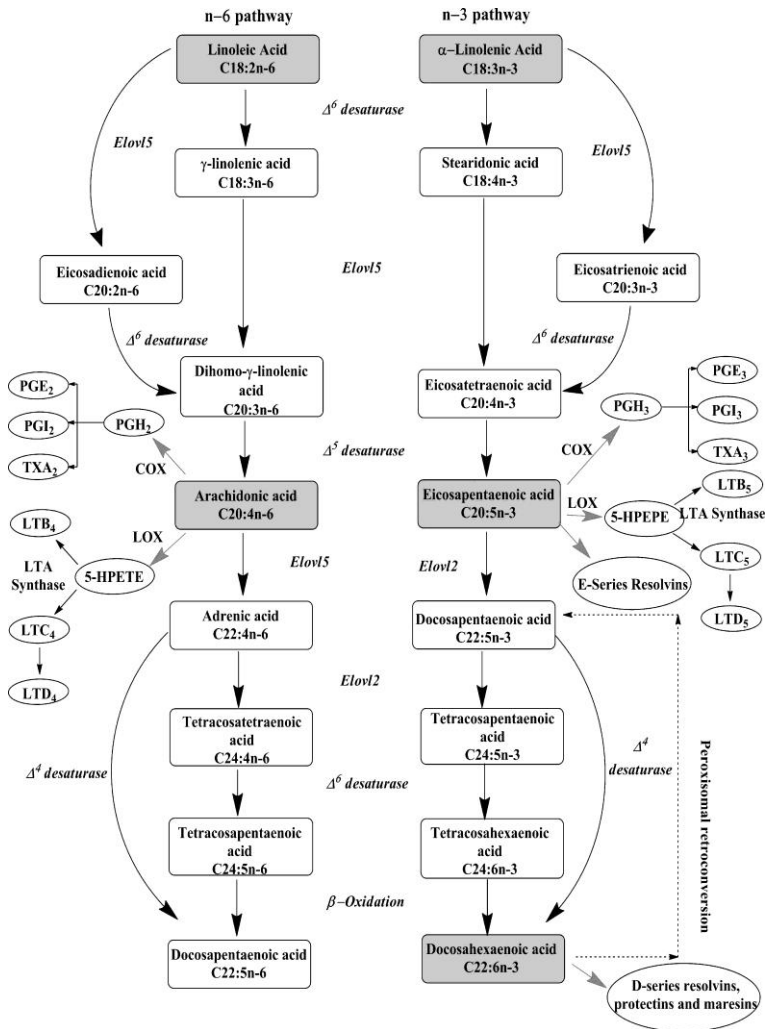 n−6 pathway
n−3 pathway
Linoleic Acid
C18:2n-6
α−Linolenic Acid
C18:3n-3
Δ6 desaturase
Elovl5
Elovl5
γ-linolenic acid
C18:3n-6
Stearidonic acid
C18:4n-3
Elovl5
Eicosadienoic acid
C20:2n-6
Eicosatrienoic acid
C20:3n-3
Δ6 desaturase
Δ6 desaturase
Dihomo-γ-linolenic
acid
C20:3n-6
Eicosatetraenoic acid
C20:4n-3
PGE2
PGI2
TXA2
PGH2
COX
PGH3
PGE3
PGI3
TXA3
COX
Δ5 desaturase
Arachidonic acid
C20:4n-6
Eicosapentaenoic acid
C20:5n-3
LOX
LTB4
LTA
Synthase
5-HPETE
LTC4
LTD4
LOX
5-HPEPE
LTB5
LTA Synthase
LTC5
LTD5
E-Series Resolvins
Elovl5
Elovl2
Adrenic acid
C22:4n-6
Docosapentaenoic acid
C22:5n-3
Elovl2
Tetracosatetraenoic
acid
C24:4n-6
Tetracosapentaenoic
acid
C24:5n-3
Δ4 desaturase
Δ6 desaturase
Δ4
desaturase
Peroxisomal retroconversion
Tetracosapentaenoic
acid
C24:5n-6
Tetracosahexaenoic
acid
C24:6n-3
β−Oxidation
Docosapentaenoic acid
C22:5n-6
Docosahexaenoic acid
C22:6n-3
D-series resolvins,
protectins and maresins